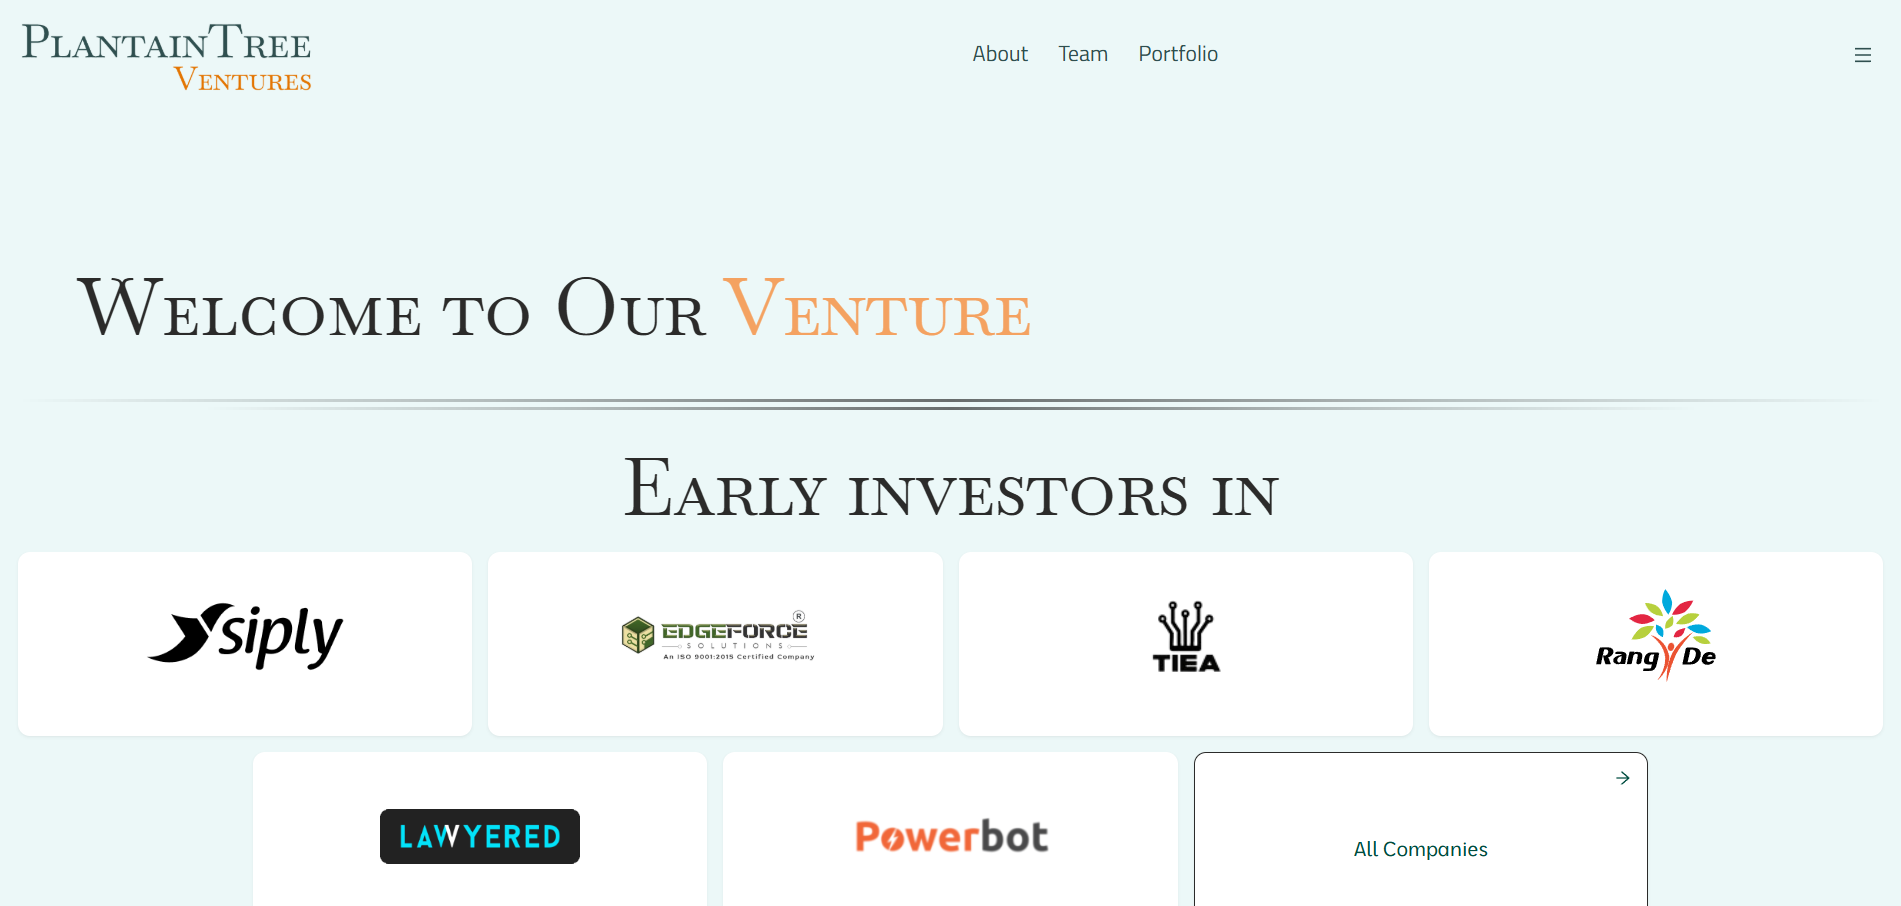 PlantainTree
Ventures
About Team Portfolio
Welcome to Our Venture
Early investors in
siply
EDGEFORCE ®
SOLUTIONS
An ISO 9001:2015 Certified Company
TIEA
Rang De
LAWYERED
Powerbot
All Companies